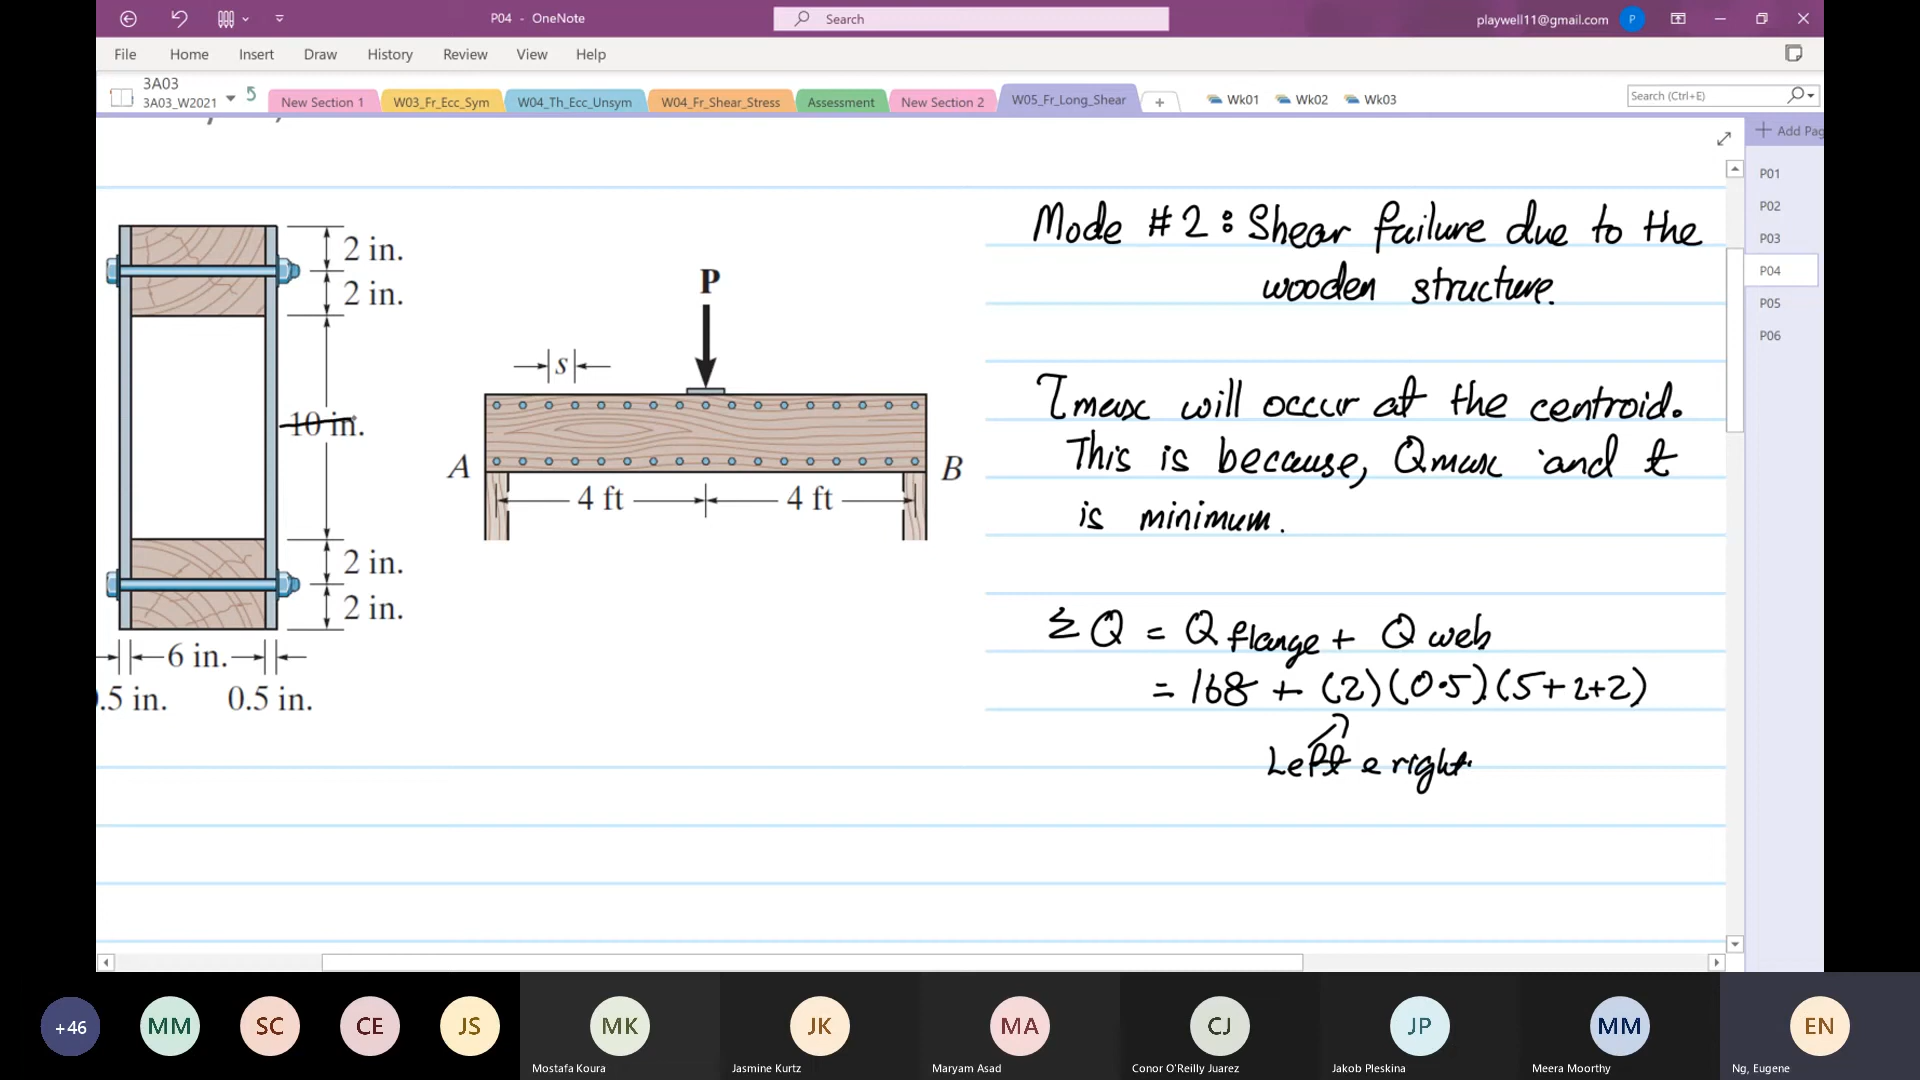 P04 - OneNote
Search
playwell11@gmail.com
P
File Home Insert Draw History Review View Help
3A03
3A03_W2021
New Section 1
W03_Fr_Ecc_Sym
W04_Th_Ecc_Unsym
W04_Fr_Shear_Stress
Assessment
New Section 2
W05_Fr_Long_Shear
+
Wk01
Wk02
Wk03
Search (Ctrl+E)
Add Pag
P01
P02
P03
P04
P05
P06
2 in.
2 in.
10 in.
2 in.
2 in.
6 in.
.5 in.
0.5 in.
P
s
A
B
4 ft
4 ft
Mode #2: Shear failure due to the
wooden structure.
τmax will occur at the centroid.
This is because, Qmax and t
is minimum.
Σ Q = Q flange + Q web
= 168 + (2)(0.5)(5+2+2)
Left e right.
+46
MM
SC
CE
JS
MK
Mostafa Koura
JK
Jasmine Kurtz
MA
Maryam Asad
CJ
Conor O'Reilly Juarez
JP
Jakob Pleskina
MM
Meera Moorthy
EN
Ng, Eugene